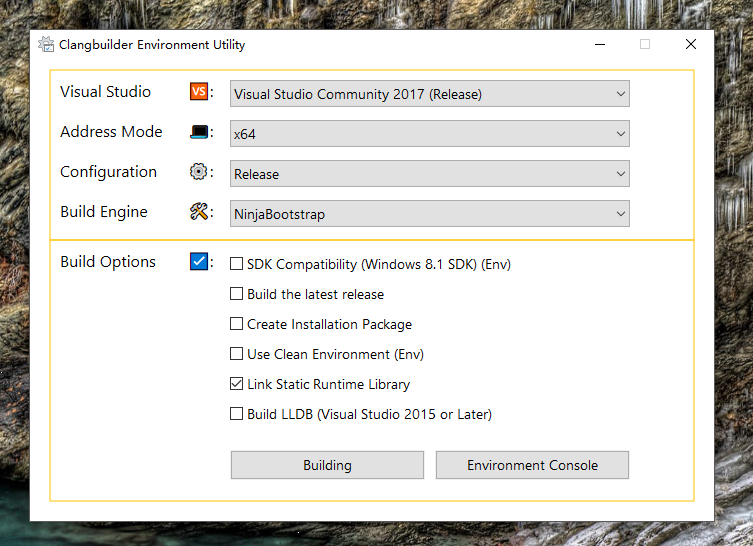 Clangbuilder Environment Utility
Visual Studio VS : Visual Studio Community 2017 (Release)
Address Mode : x64
Configuration : Release
Build Engine : NinjaBootstrap
Build Options : SDK Compatibility (Windows 8.1 SDK) (Env)
Build the latest release
Create Installation Package
Use Clean Environment (Env)
Link Static Runtime Library
Build LLDB (Visual Studio 2015 or Later)
Building Environment Console